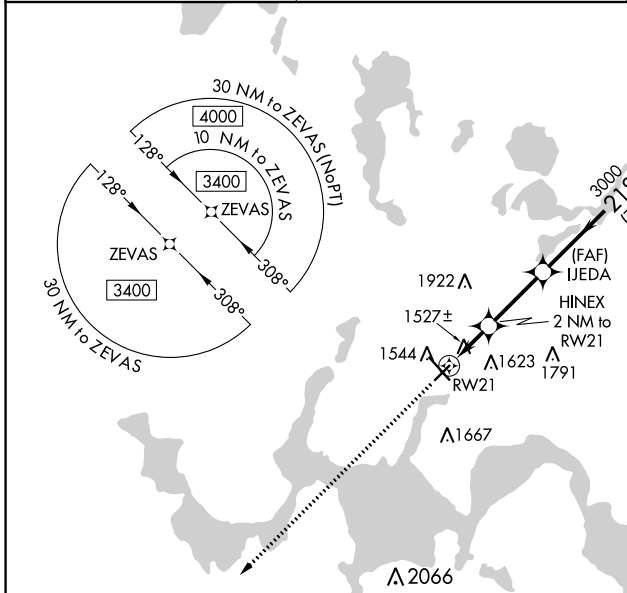 30 NM to ZEVAS (NoPT)
4000
10 NM to ZEVAS
3400
128°
ZEVAS
308°
128°
ZEVAS
308°
3400
30 NM to ZEVAS
3000
(FAF)
IJEDA
1922
HINEX
2 NM to
RW21
1527±
1544
1623
1791
RW21
1667
2066